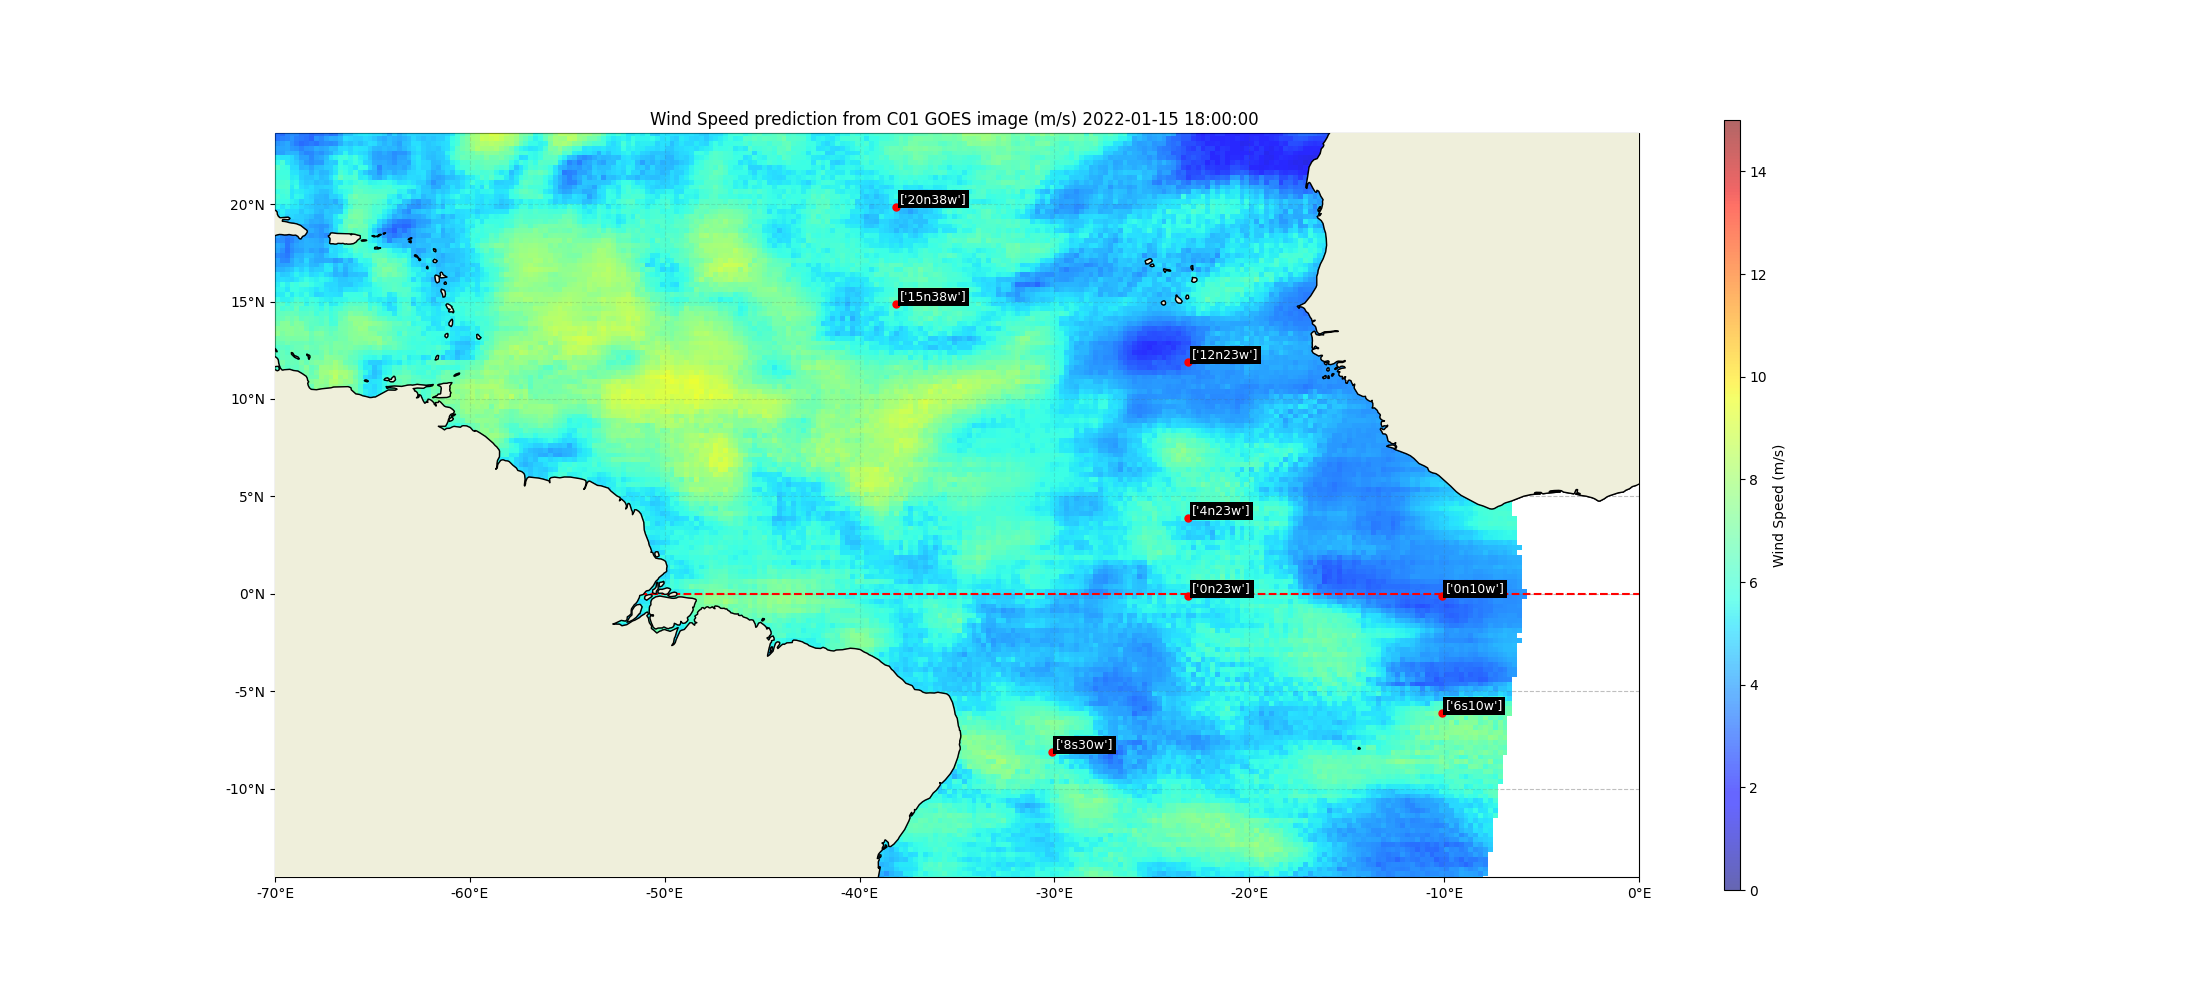 Wind Speed prediction from C01 GOES image (m/s) 2022-01-15 18:00:00
20°N
15°N
10°N
5°N
0°N
-5°N
-10°N
-70°E
-60°E
-50°E
-40°E
-30°E
-20°E
-10°E
0°E
['20n38w']
['15n38w']
['12n23w']
['4n23w']
['0n23w']
['0n10w']
['6s10w']
['8s30w']
14
12
10
8
6
4
2
0
Wind Speed (m/s)